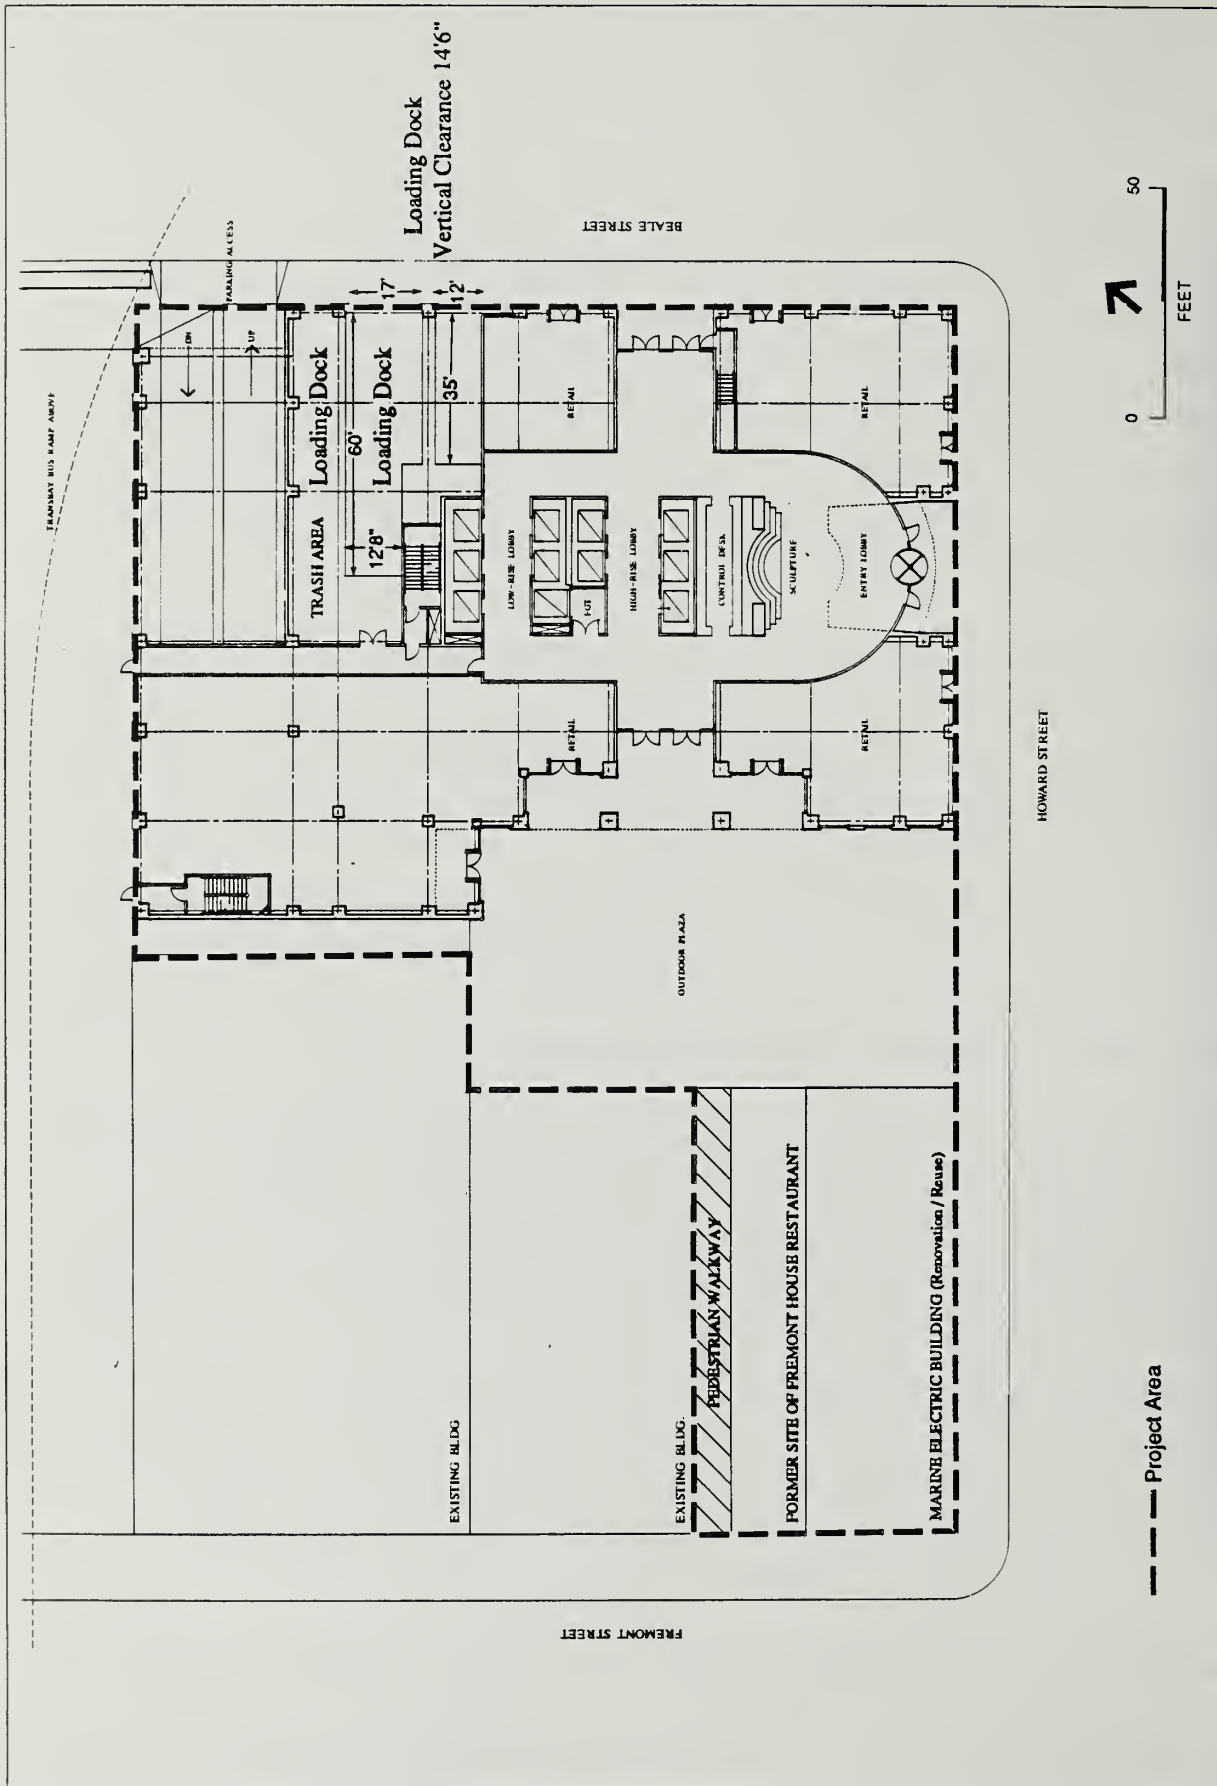 TRANSBAY BUS RAMP ABOVE
PARKING ACCESS
DN
UP
Loading Dock
Vertical Clearance 14'6"
BEALE STREET
17'
12'
Loading Dock
60'
Loading Dock
35'
TRASH AREA
12'8"
RETAIL
RETAIL
LOW-RISE LOBBY
HIGH-RISE LOBBY
CONTROL DESK
SCULPTURE
ENTRY LOBBY
RETAIL
RETAIL
OUTDOOR PLAZA
HOWARD STREET
EXISTING BLDG
EXISTING BLDG.
PEDESTRIAN WALKWAY
FORMER SITE OF FREMONT HOUSE RESTAURANT
MARINE ELECTRIC BUILDING (Renovation / Reuse)
FREMONT STREET
Project Area
0
50
FEET